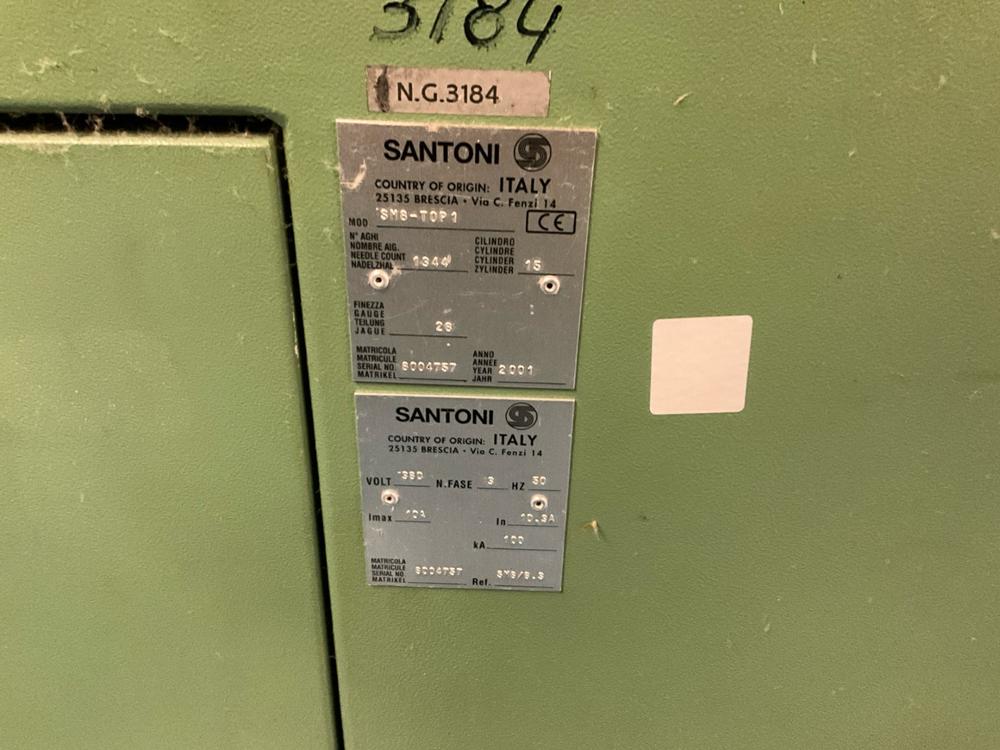 3184
N.G.3184
SANTONI
COUNTRY OF ORIGIN: ITALY
25135 BRESCIA • Via C. Fenzi 14
MOD SM8-TOP1 CE
N° AGHI
NOMBRE AIG.
NEEDLE COUNT
NADELZHAL 1344
CILINDRO
CYLINDRE
CYLINDER
ZYLINDER 15
FINEZZA
GAUGE
TEILUNG
JAGUE 28
MATRICOLA
MATRICULE
SERIAL NO.
MATRIKEL 8004757
ANNO
ANNÉE
YEAR
JAHR 2001
SANTONI
COUNTRY OF ORIGIN: ITALY
25135 BRESCIA • Via C. Fenzi 14
VOLT 380 N.FASE 3 HZ 50
Imax 10A In 10.3A
kA 100
MATRICOLA
MATRICULE
SERIAL NO.
MATRIKEL 8004757 Ref.